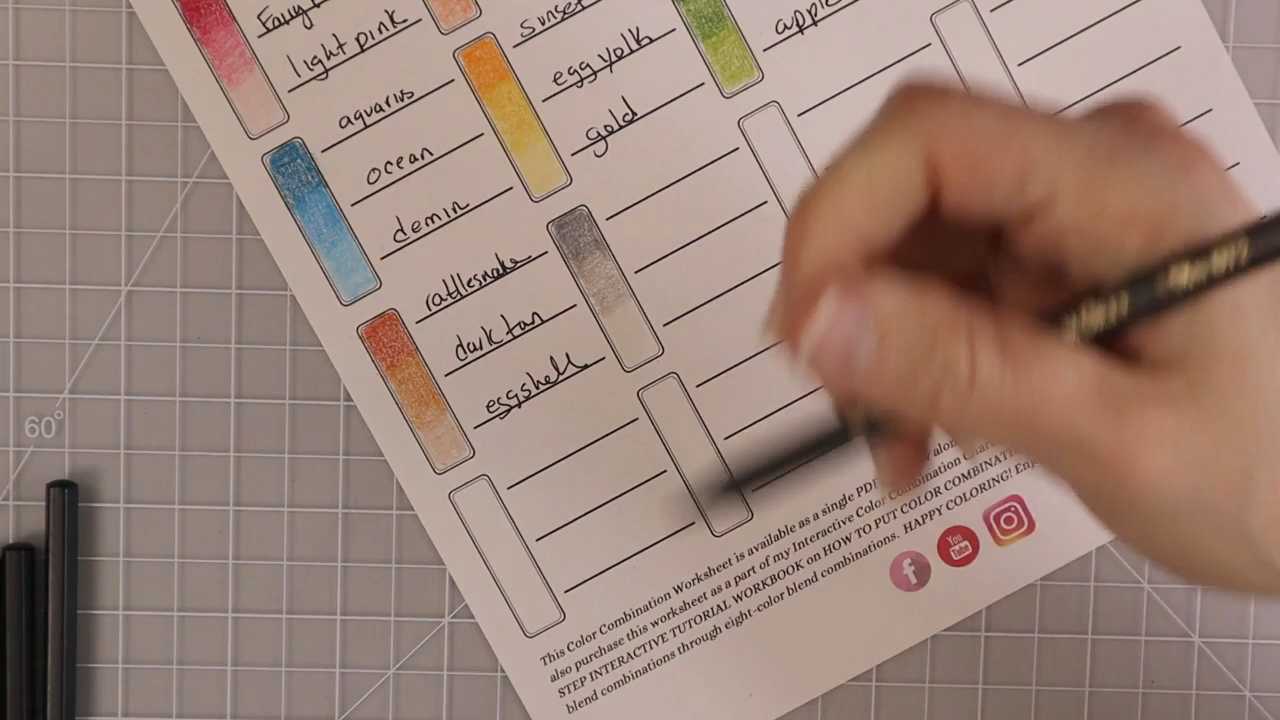 light pink
aquarius
ocean
demin
rattlesnake
dark tan
eggshell
sunset
egg yolk
gold
apple
This Color Combination Worksheet is available as a single PDF
also purchase this worksheet as a part of my Interactive Color Combination
STEP INTERACTIVE TUTORIAL WORKBOOK on HOW TO PUT COLOR
blend combinations through eight-color blend combinations. HAPPY COLORING!
You
Tube
f
60°